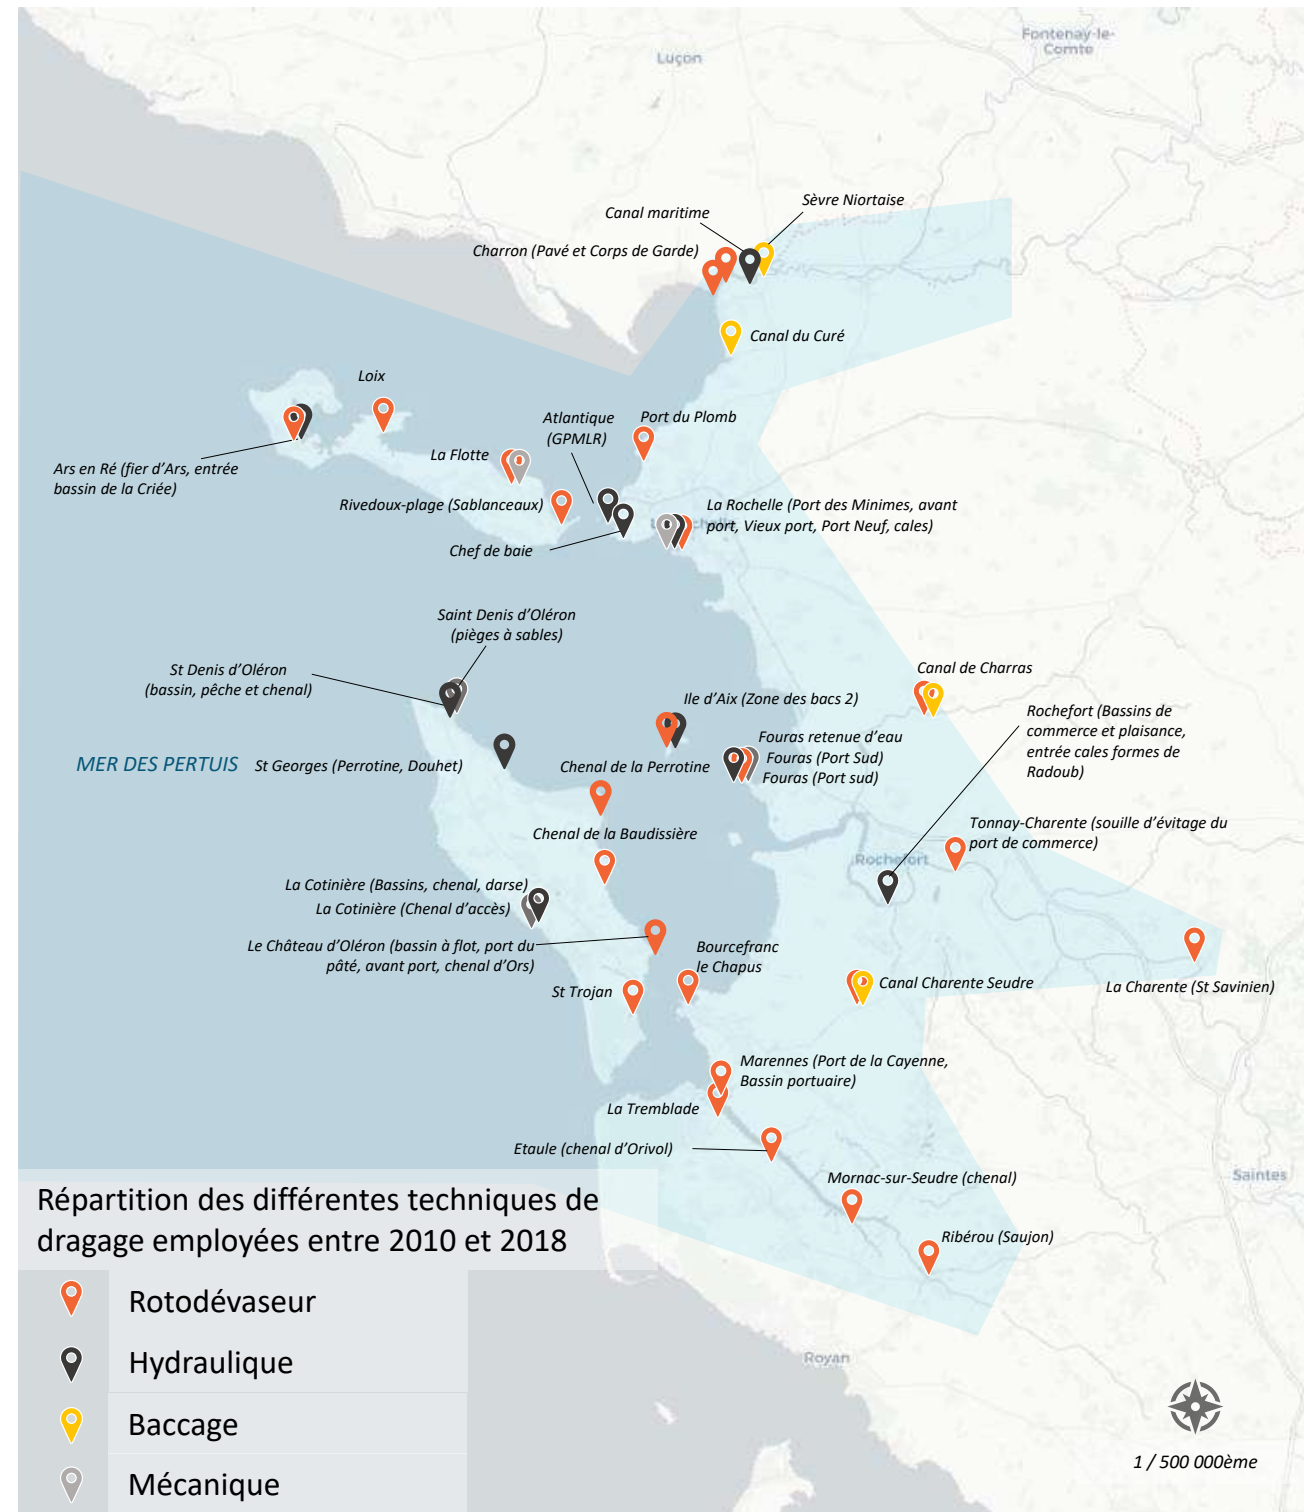 Fontenay-le-
Comte
Luçon
Sèvre Niortaise
Canal maritime
Charron (Pavé et Corps de Garde)
Canal du Curé
Loix
Atlantique
(GPMLR)
Port du Plomb
Ars en Ré (fier d’Ars, entrée
bassin de la Criée)
La Flotte
Rivedoux-plage (Sablanceaux)
La Rochelle (Port des Minimes, avant
port, Vieux port, Port Neuf, cales)
Chef de baie
Saint Denis d’Oléron
(pièges à sables)
St Denis d’Oléron
(bassin, pêche et chenal)
Canal de Charras
Ile d’Aix (Zone des bacs 2)
Rochefort (Bassins de
commerce et plaisance,
entrée cales formes de
Radoub)
Fouras retenue d’eau
Fouras (Port Sud)
Fouras (Port sud)
MER DES PERTUIS
St Georges (Perrotine, Douhet)
Chenal de la Perrotine
Chenal de la Baudissière
Tonnay-Charente (souille d’évitage du
port de commerce)
Rochefort
La Cotinière (Bassins, chenal, darse)
La Cotinière (Chenal d’accès)
Le Château d’Oléron (bassin à flot, port du
pâté, avant port, chenal d’Ors)
Bourcefranc
le Chapus
St Trojan
Canal Charente Seudre
La Charente (St Savinien)
Marennes (Port de la Cayenne,
Bassin portuaire)
La Tremblade
Etaule (chenal d’Orivol)
Mornac-sur-Seudre (chenal)
Saintes
Ribérou (Saujon)
Royan
Répartition des différentes techniques de
dragage employées entre 2010 et 2018
Rotodévaseur
Hydraulique
Baccage
Mécanique
1 / 500 000ème